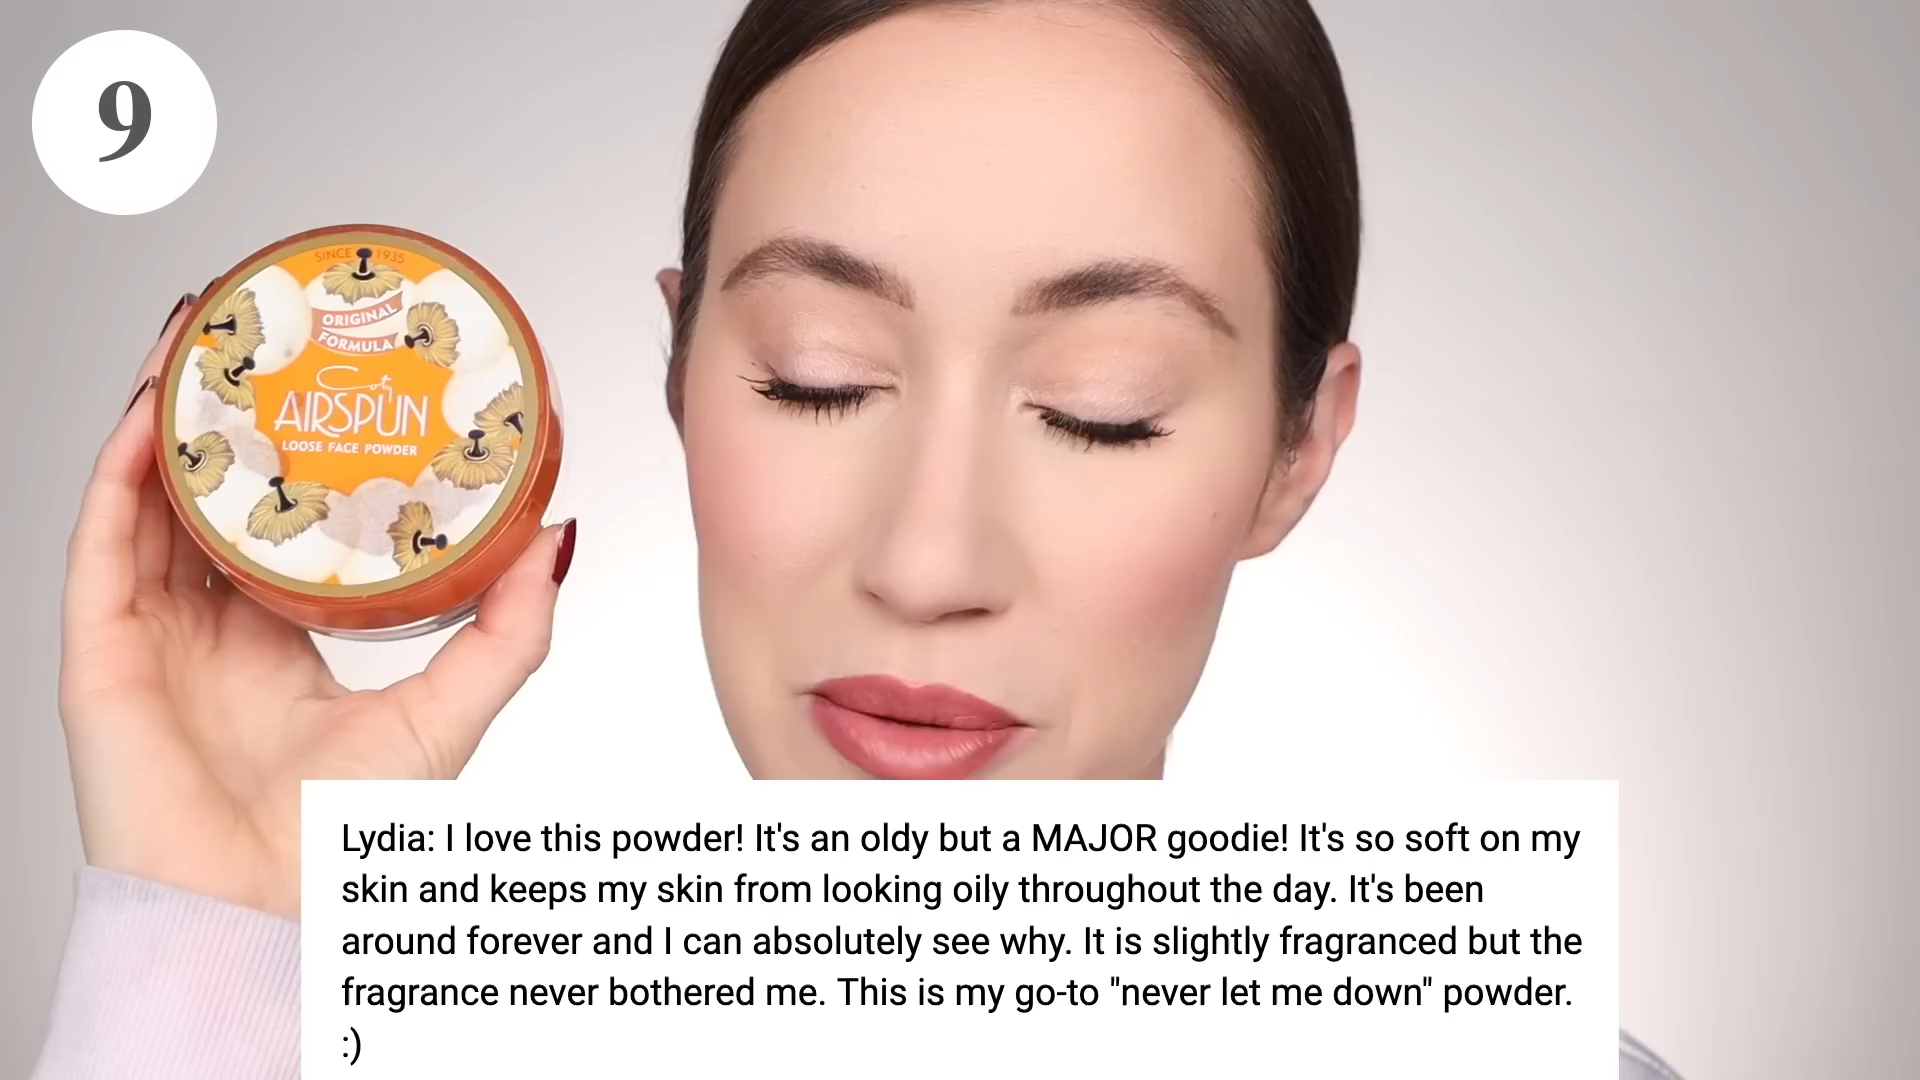 9
SINCE 1935
ORIGINAL
FORMULA
Coty
AIRSPUN
LOOSE FACE POWDER
Lydia: I love this powder! It's an oldy but a MAJOR goodie! It's so soft on my
skin and keeps my skin from looking oily throughout the day. It's been
around forever and I can absolutely see why. It is slightly fragranced but the
fragrance never bothered me. This is my go-to "never let me down" powder.
:)